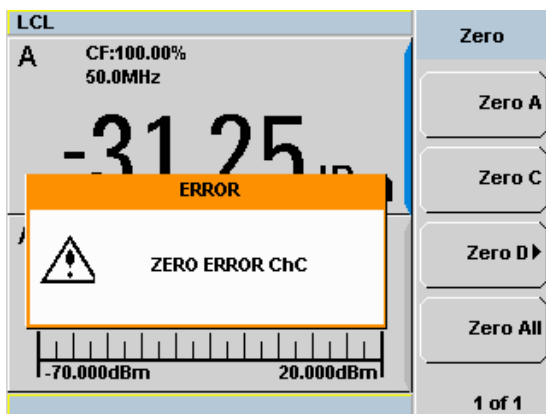 LCL
A
CF:100.00%
50.0MHz
-31.25
ERROR
ZERO ERROR ChC
-70.000dBm
20.000dBm
Zero
Zero A
Zero C
Zero D
Zero All
1 of 1